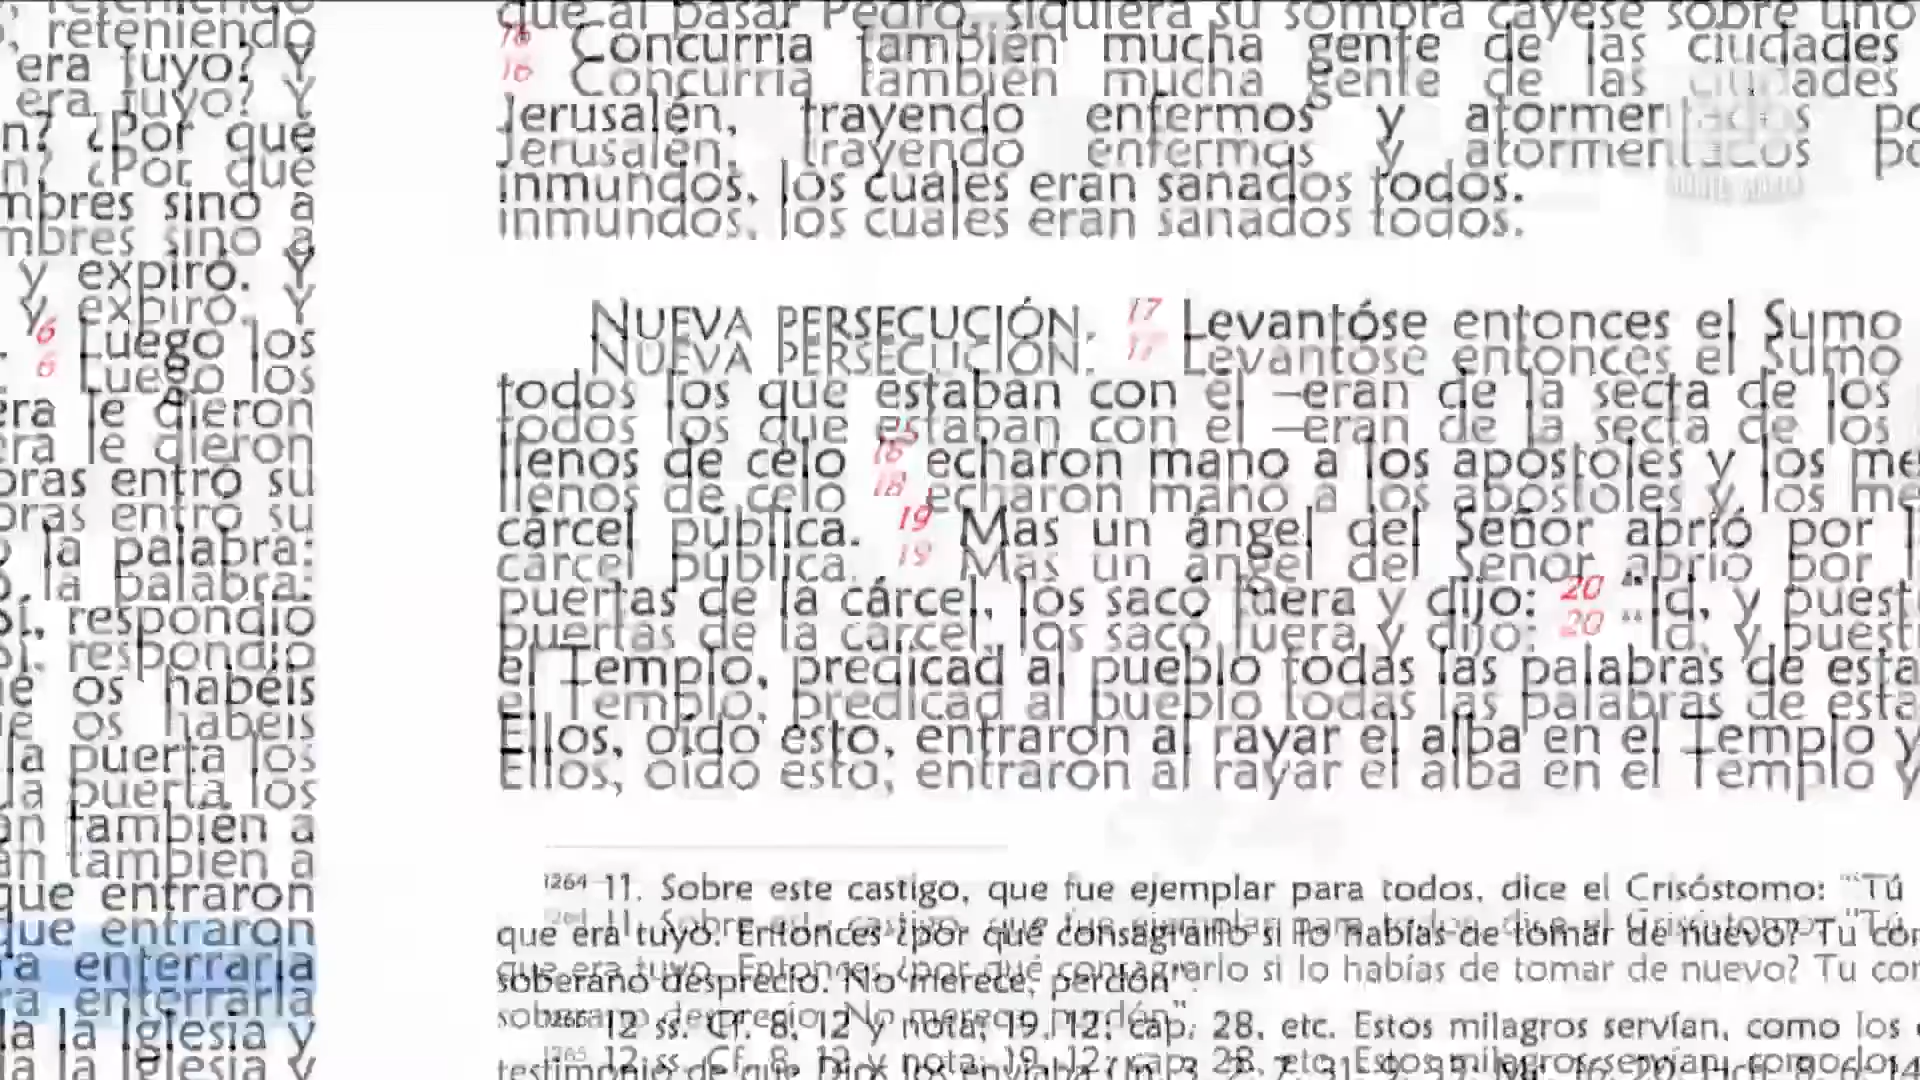 refeniendo
era tuyo? Y
n? ¿Por qué
mbres sino a
y expiró. Y
6 Luego los
era le dieron
bras entró su
la palabra:
Sí, respondió
os habéis
la puerta los
también a
que entraron
a enterrarla
la Iglesia y
que al pasar Pedro, siquiera su sombra cayese sobre uno
16 Concurría también mucha gente de las ciudades
Jerusalén, trayendo enfermos y atormentados
inmundos, los cuales eran sanados todos.
NUEVA PERSECUCIÓN. 17 Levantóse entonces el Sumo
todos los que estaban con él –eran de la secta de los
llenos de celo 18 echaron mano a los apóstoles y los
cárcel pública. 19 Mas un ángel del Señor abrió por
puertas de la cárcel, los sacó fuera y dijo: 20 “Id, y
el Templo, predicad al pueblo todas las palabras de esta
Ellos, oído esto, entraron al rayar el alba en el Templo y
1264 11. Sobre este castigo, que fue ejemplar para todos, dice el Crisóstomo: "Tú
que era tuyo. Entonces ¿por qué consagrarlo si lo habías de tomar de nuevo? Tu
soberano desprecio. No merece, perdón".
1265 12 ss. Cf. 8, 12 y nota; 19, 12; cap. 28, etc. Estos milagros servían, como los
testimonio de que Dios los enviaba